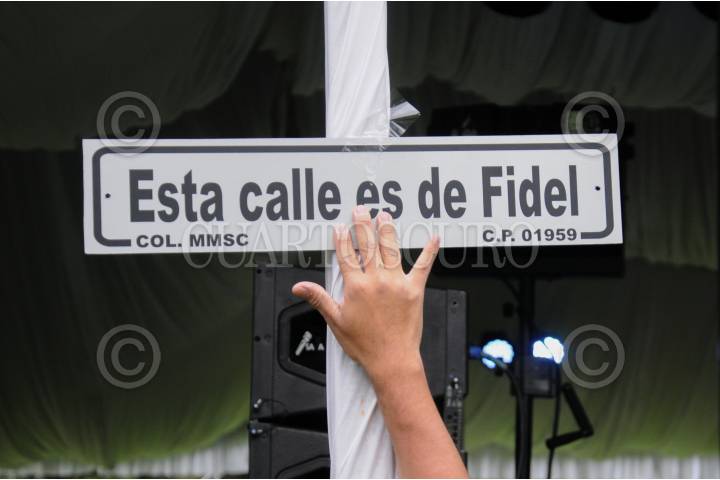 Esta calle es de Fidel
COL. MMSC
C.P. 01959
CUARTOSCURO
© © © ©